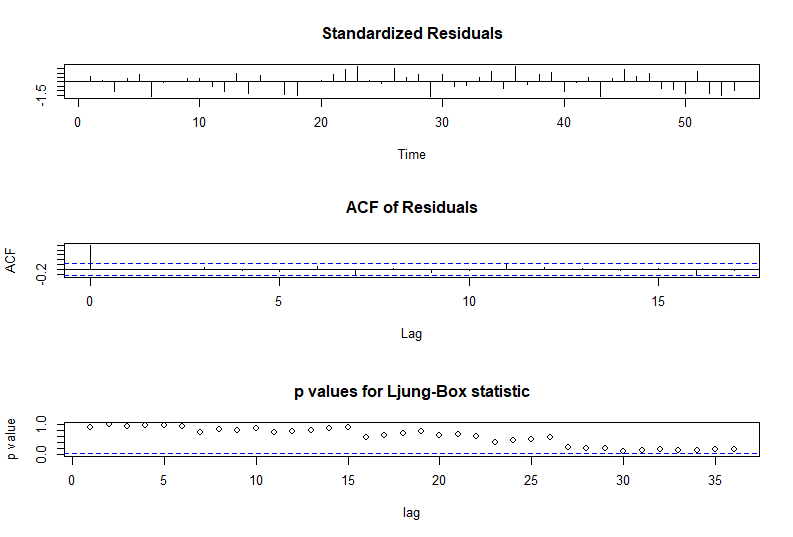 Standardized Residuals
-1.5
0 10 20 30 40 50
Time
ACF of Residuals
ACF
-0.2
0 5 10 15
Lag
p values for Ljung-Box statistic
p value
0.0 1.0
0 5 10 15 20 25 30 35
lag